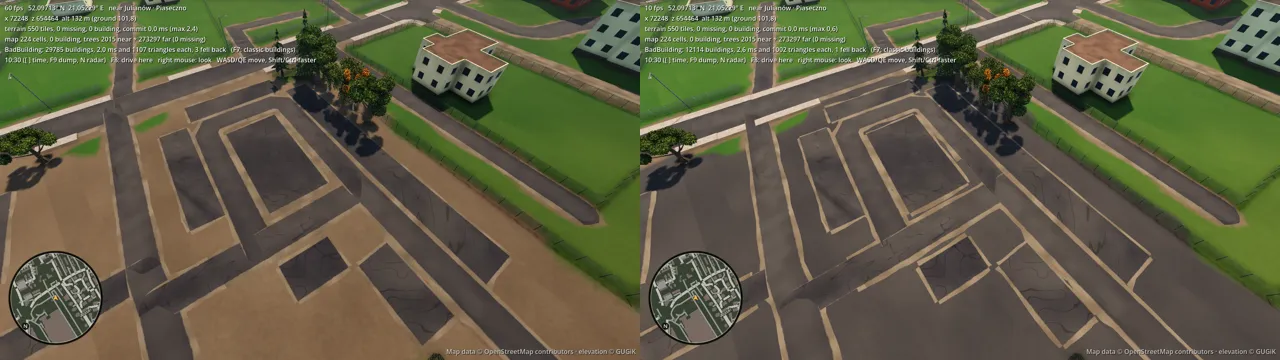 60 fps 52,09713° N 21,05229° E near Julianów - Piaseczno
x 72248 z 654464 alt 132 m (ground 101,8)
terrain 550 tiles, 0 missing, 0 building, commit 0,0 ms (max 2,4)
map 224 cells, 0 building, trees 2015 near + 273297 far (0 missing)
BadBuilding: 29785 buildings, 2,0 ms and 1107 triangles each, 3 fell back (F7: classic buildings)
10:30 ([ ] time, F9 dump, N radar) F3: drive here right mouse: look WASD/QE move, Shift/Ctrl faster
N
Map data © OpenStreetMap contributors - elevation © GUGiK
10 fps 52,09713° N 21,05229° E near Julianów - Piaseczno
x 72248 z 654464 alt 132 m (ground 101,8)
terrain 550 tiles, 0 missing, 0 building, commit 0,0 ms (max 0,6)
map 224 cells, 0 building, trees 2015 near + 273297 far (0 missing)
BadBuilding: 12114 buildings, 2,6 ms and 1002 triangles each, 1 fell back (F7: classic buildings)
10:30 ([ ] time, F9 dump, N radar) F3: drive here right mouse: look WASD/QE move, Shift/Ctrl faster
N
Map data © OpenStreetMap contributors - elevation © GUGiK